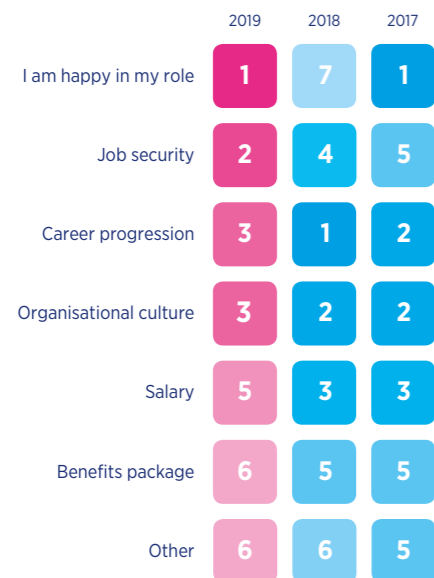 2019 2018 2017
I am happy in my role 1 7 1
Job security 2 4 5
Career progression 3 1 2
Organisational culture 3 2 2
Salary 5 3 3
Benefits package 6 5 5
Other 6 6 5